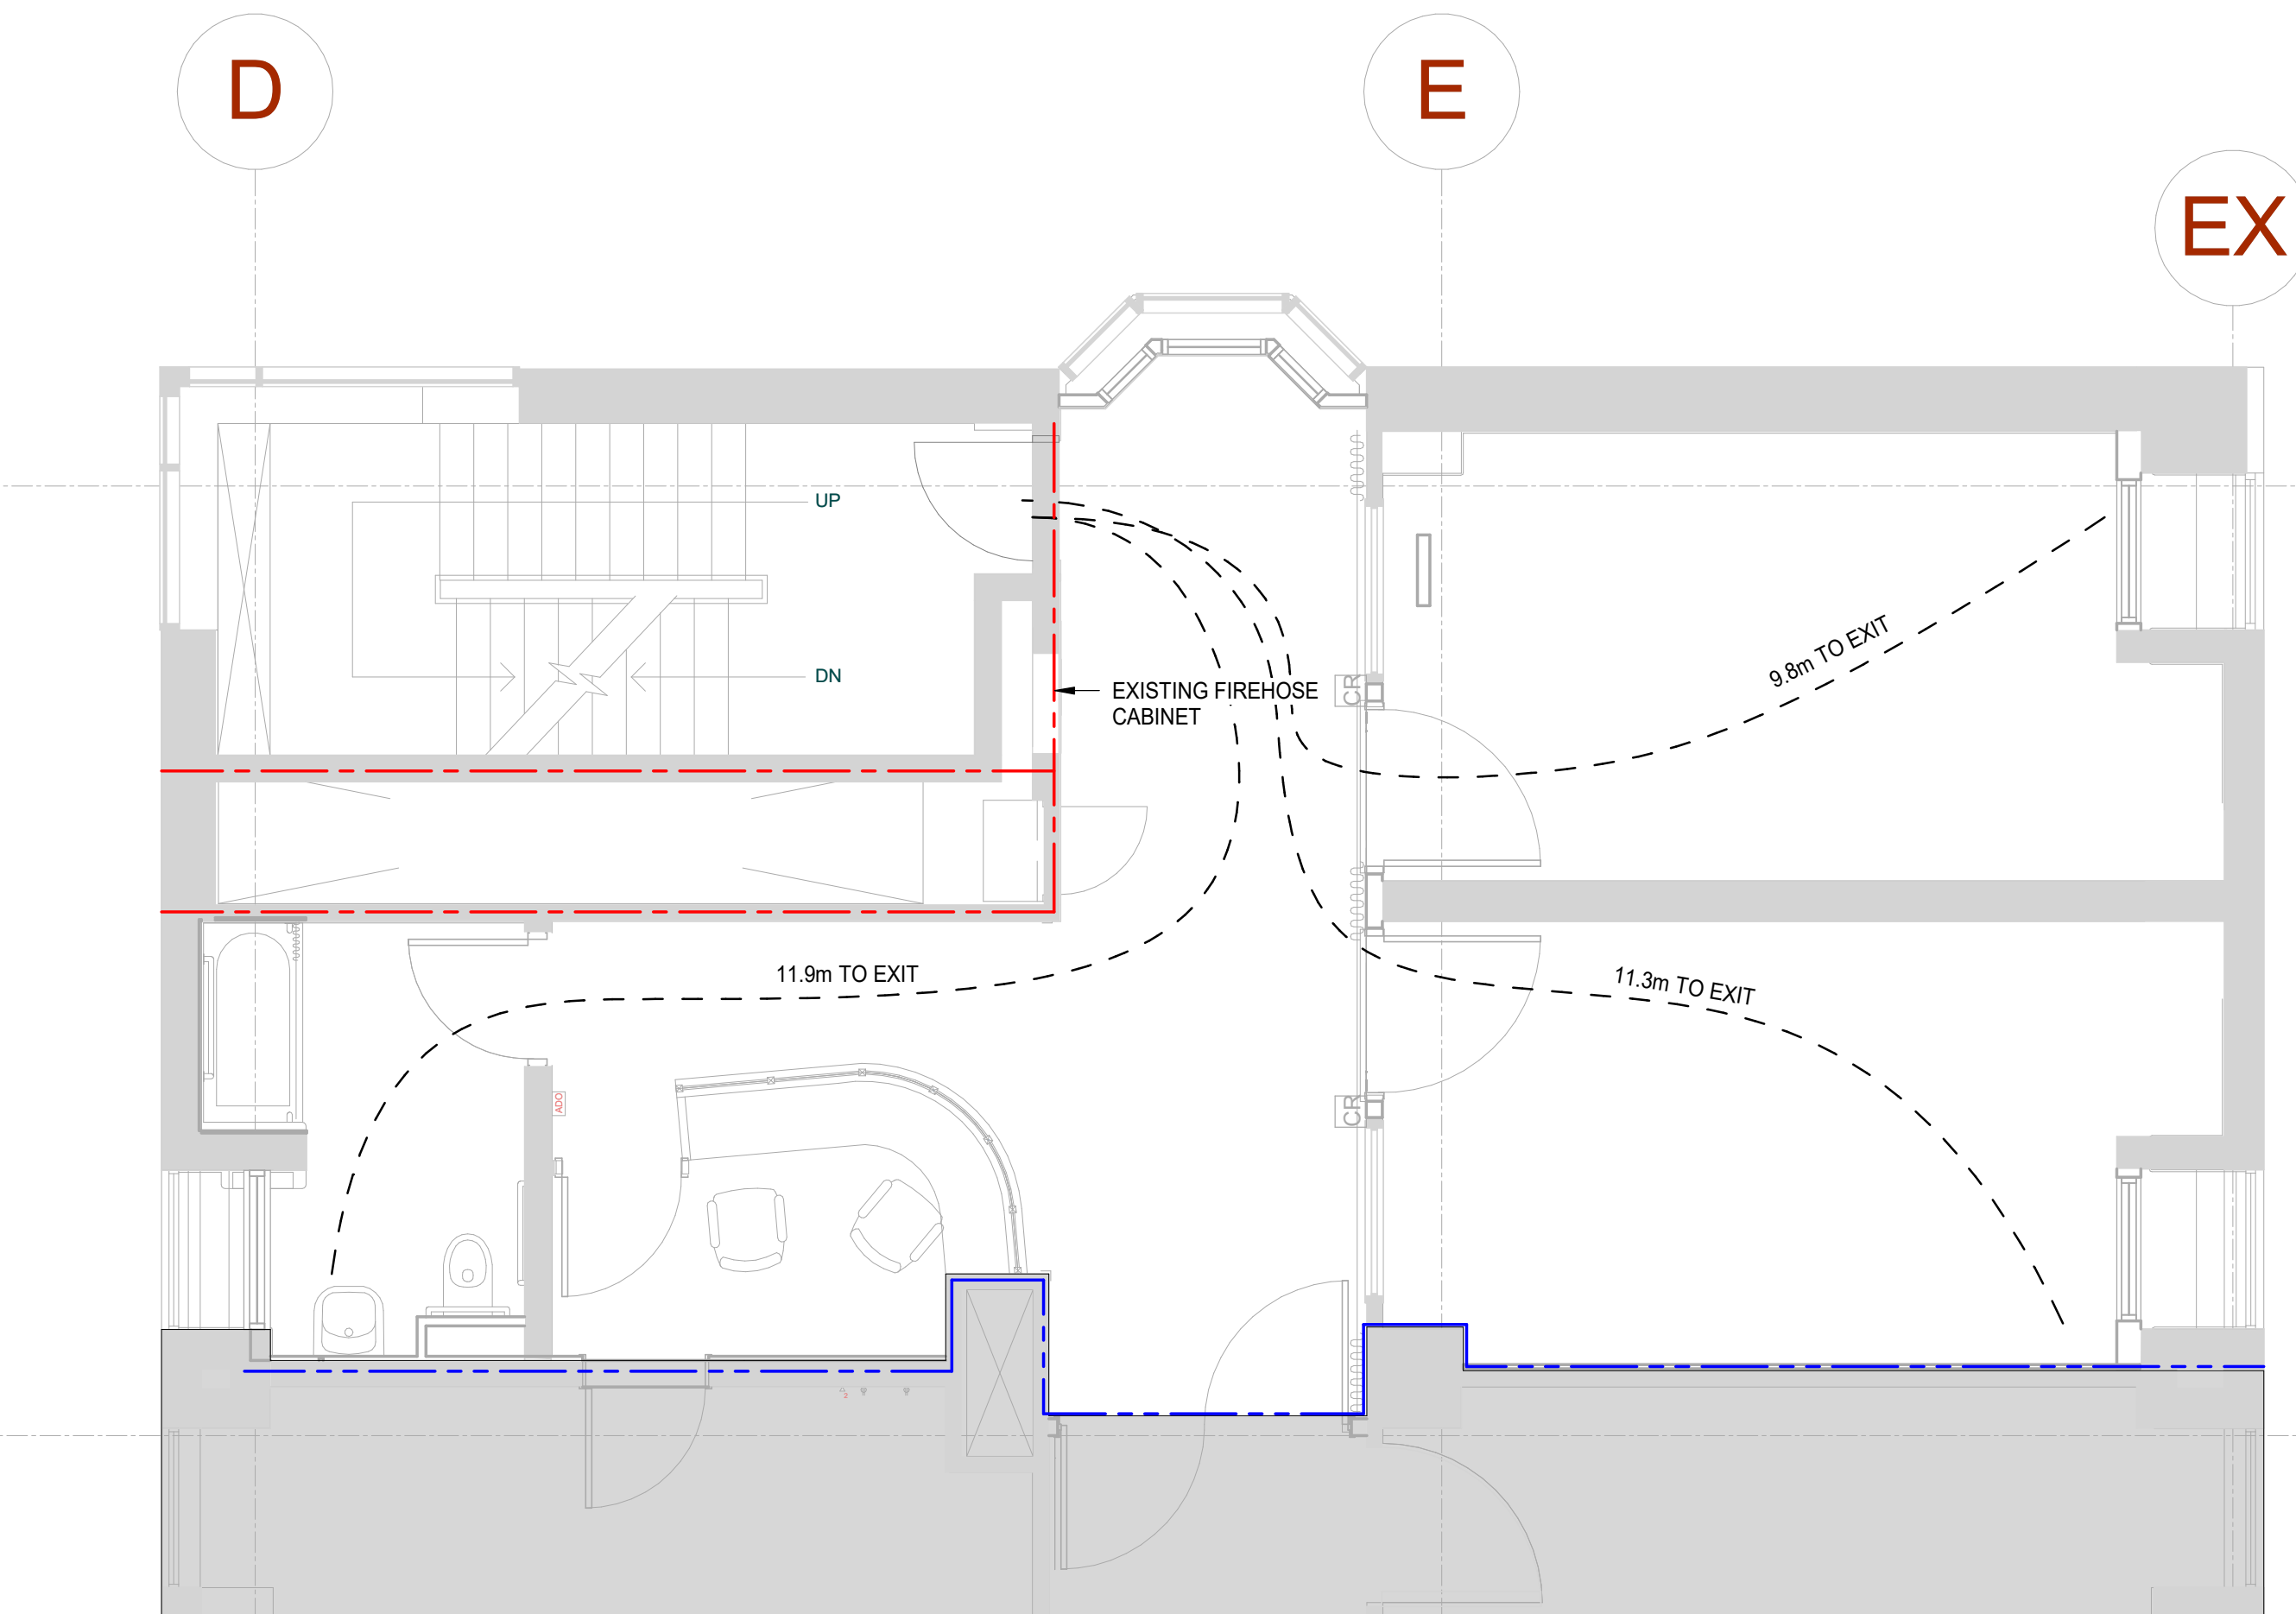 D
E
EX
UP
DN
EXISTING FIREHOSE
CABINET
CR
9.8m TO EXIT
11.9m TO EXIT
11.3m TO EXIT
ADO
CR
2